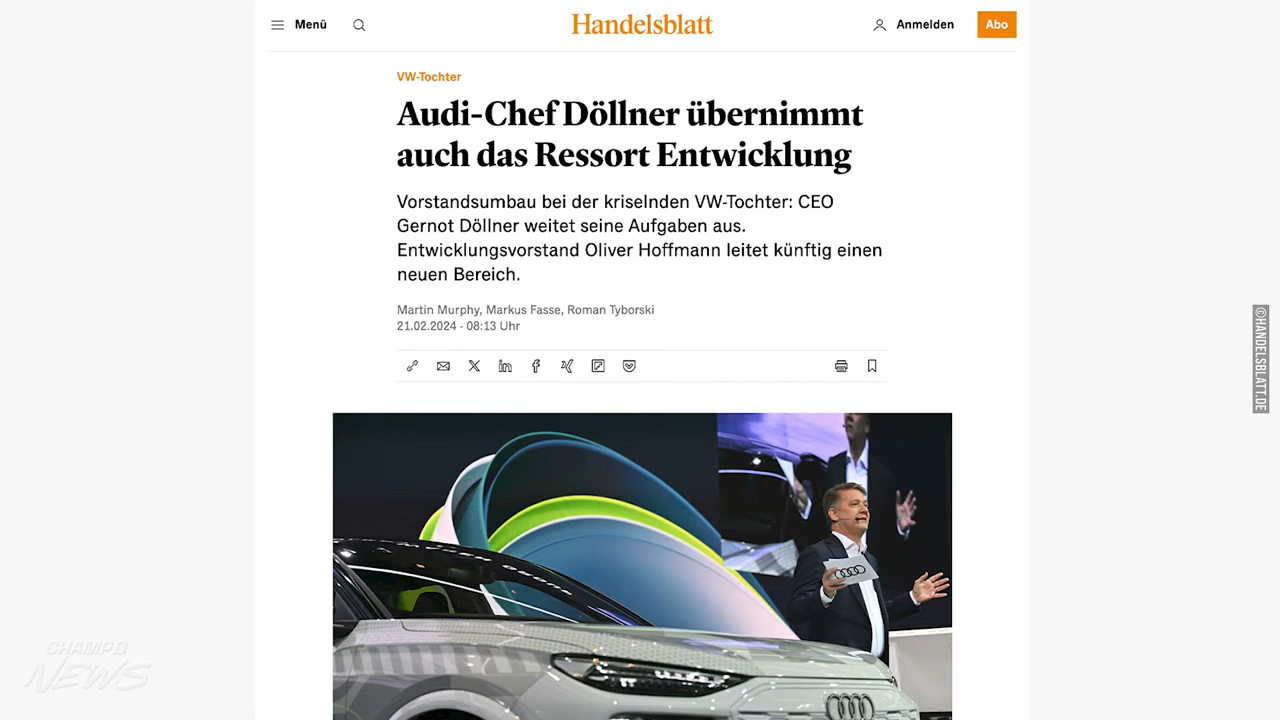 Menü
Handelsblatt
Anmelden
Abo
VW-Tochter
Audi-Chef Döllner übernimmt
auch das Ressort Entwicklung
Vorstandsumbau bei der kriselnden VW-Tochter: CEO
Gernot Döllner weitet seine Aufgaben aus.
Entwicklungsvorstand Oliver Hoffmann leitet künftig einen
neuen Bereich.
Martin Murphy, Markus Fasse, Roman Tyborski
21.02.2024 - 08:13 Uhr
©HANDELSBLATT.DE
CHAMP1
NEWS